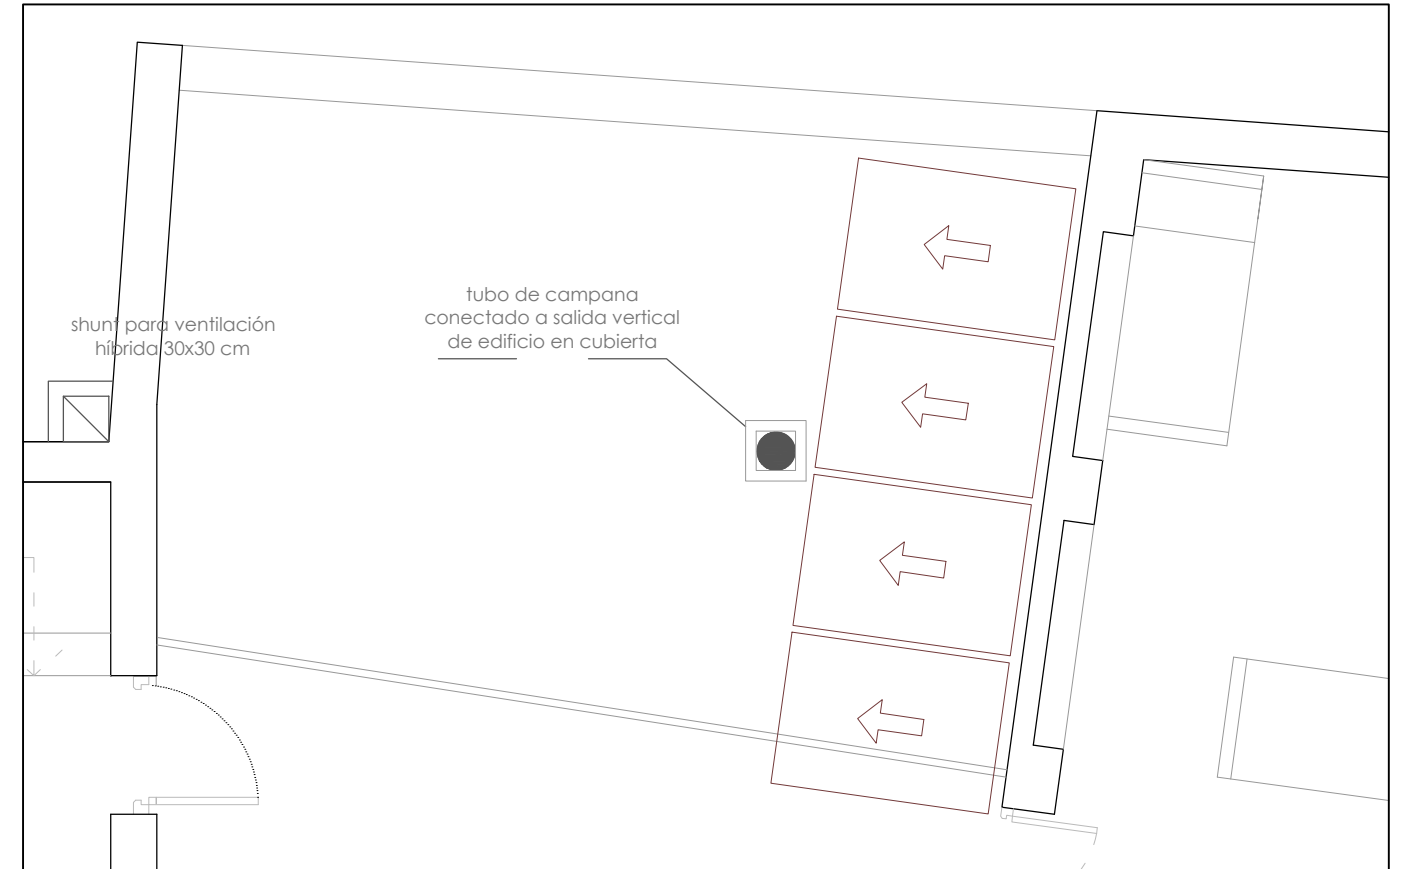 tubo de campana
conectado a salida vertical
de edificio en cubierta
shunt para ventilación
híbrida 30x30 cm